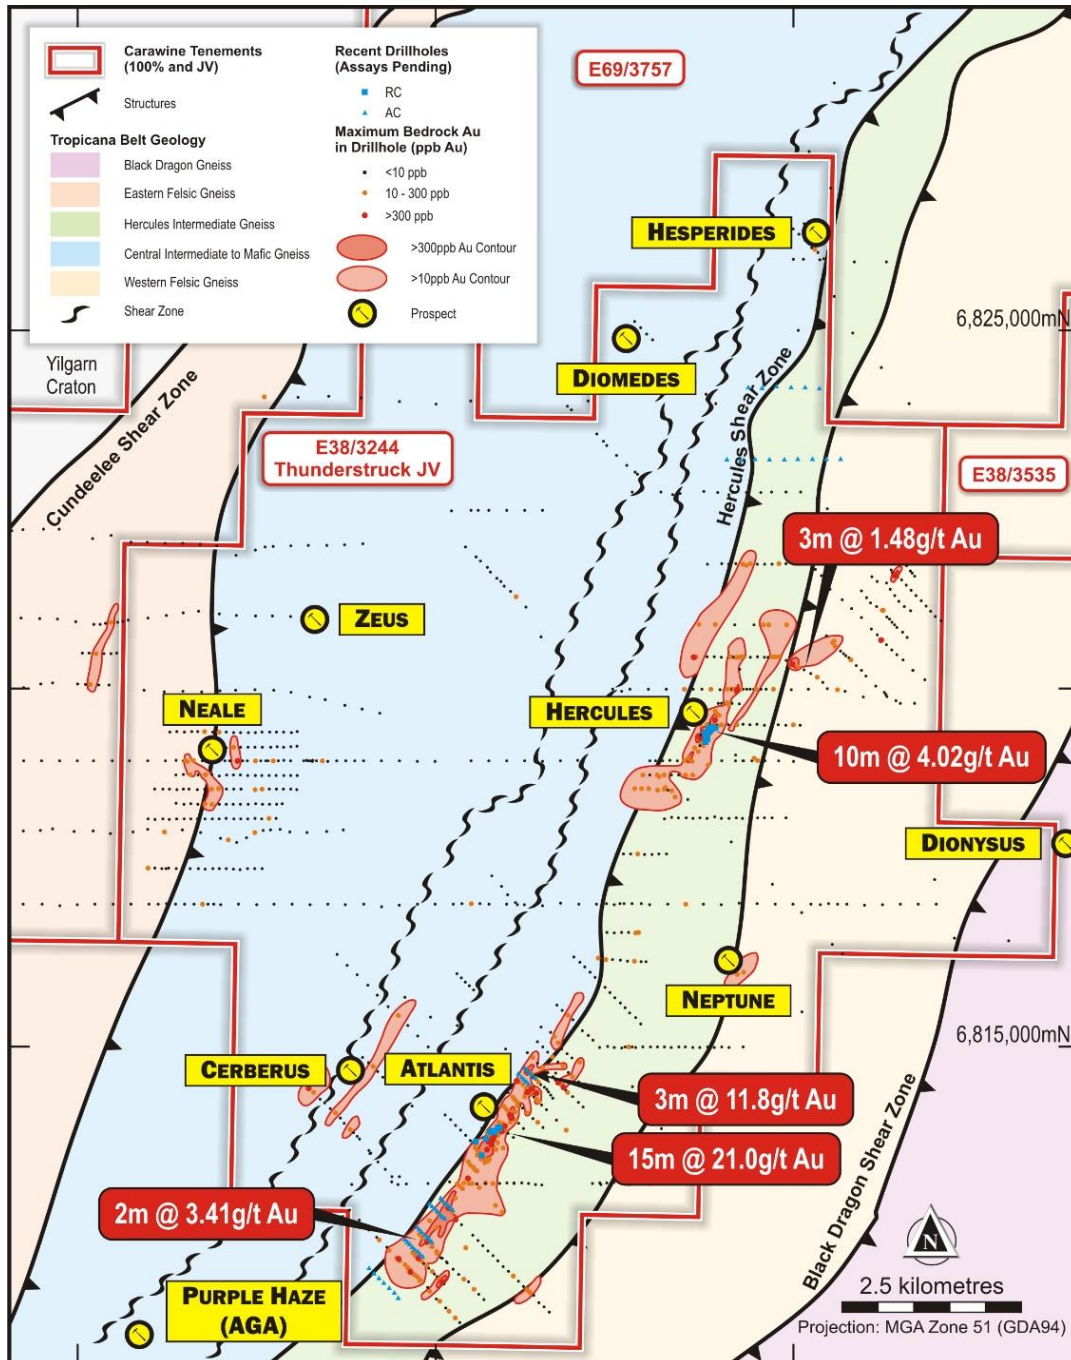 Carawine Tenements
(100% and JV)
Structures
Tropicana Belt Geology
Black Dragon Gneiss
Eastern Felsic Gneiss
Hercules Intermediate Gneiss
Central Intermediate to Mafic Gneiss
Western Felsic Gneiss
Shear Zone
Recent Drillholes
(Assays Pending)
RC
AC
Maximum Bedrock Au
in Drillhole (ppb Au)
<10 ppb
10 - 300 ppb
>300 ppb
>300ppb Au Contour
>10ppb Au Contour
Prospect
E69/3757
HESPERIDES
6,825,000mN
Yilgarn
Craton
DIOMEDES
Cundeelee Shear Zone
Hercules Shear Zone
E38/3244
Thunderstruck JV
E38/3535
3m @ 1.48g/t Au
ZEUS
NEALE
HERCULES
10m @ 4.02g/t Au
DIONYSUS
NEPTUNE
6,815,000mN
CERBERUS
ATLANTIS
3m @ 11.8g/t Au
15m @ 21.0g/t Au
2m @ 3.41g/t Au
Black Dragon Shear Zone
PURPLE HAZE
(AGA)
N
2.5 kilometres
Projection: MGA Zone 51 (GDA94)